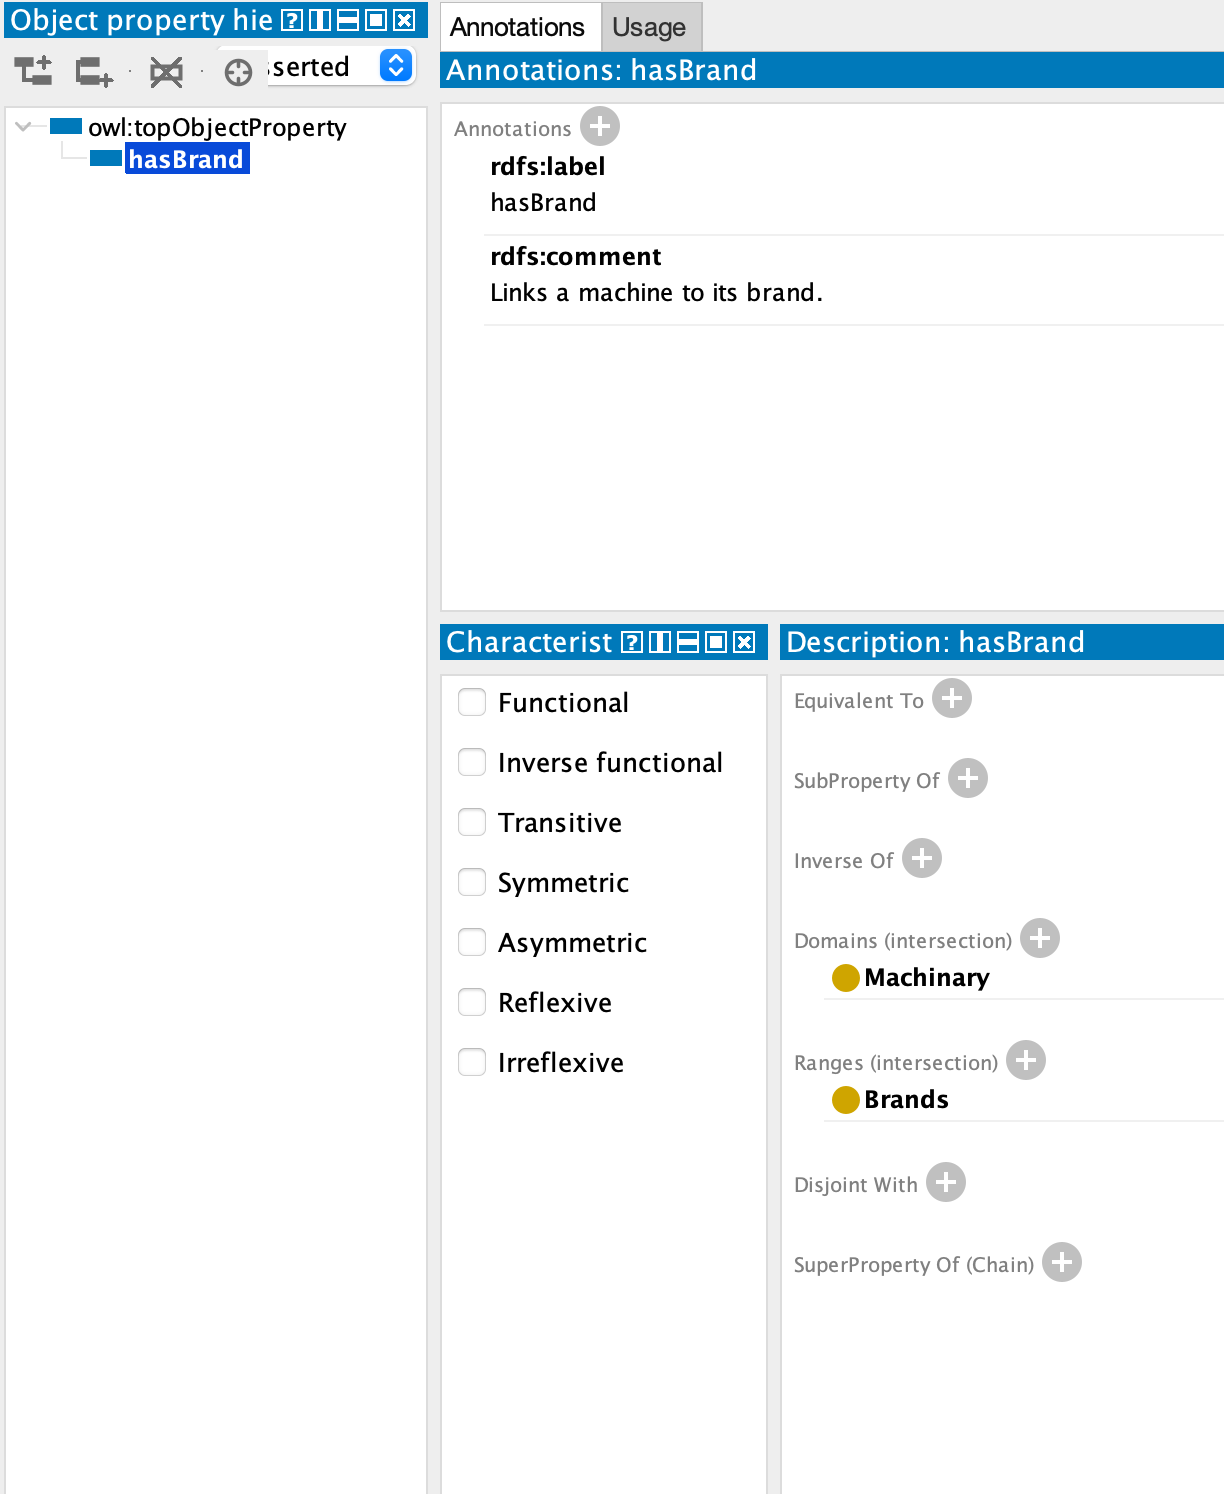 Object property hie
serted
owl:topObjectProperty
hasBrand
Annotations Usage
Annotations: hasBrand
Annotations
rdfs:label
hasBrand
rdfs:comment
Links a machine to its brand.
Characterist
Functional
Inverse functional
Transitive
Symmetric
Asymmetric
Reflexive
Irreflexive
Description: hasBrand
Equivalent To
SubProperty Of
Inverse Of
Domains (intersection)
Machinary
Ranges (intersection)
Brands
Disjoint With
SuperProperty Of (Chain)